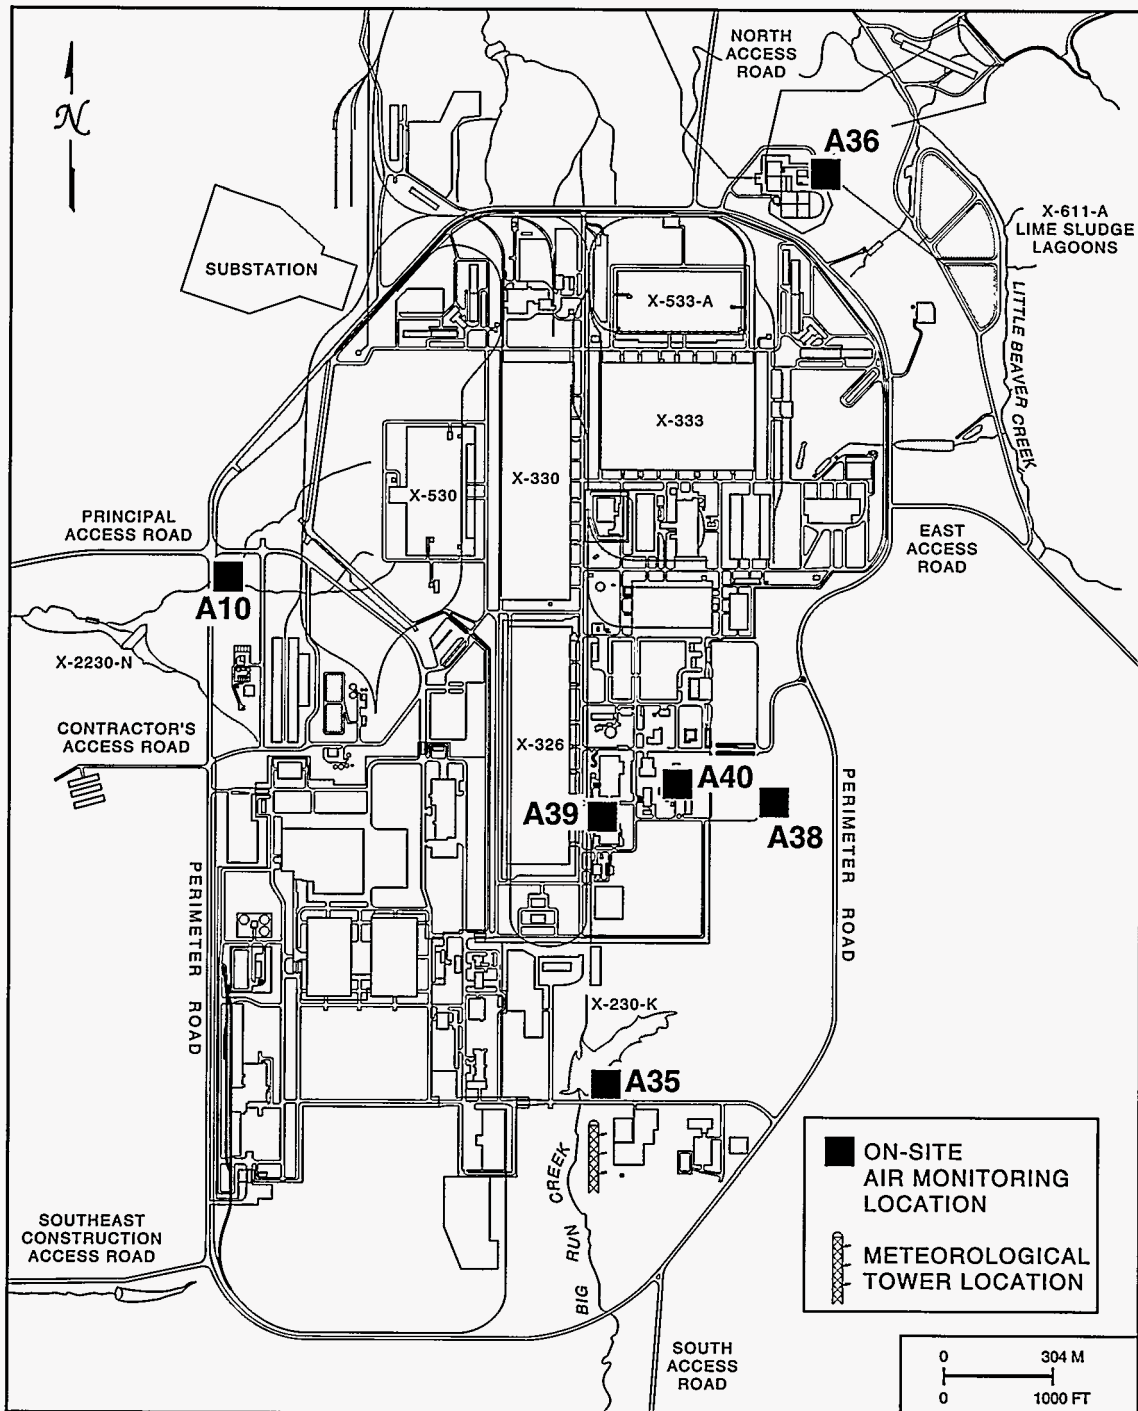 NORTH
ACCESS
ROAD
N
A36
X-611-A
LIME SLUDGE
LAGOONS
SUBSTATION
X-533-A
LITTLE BEAVER CREEK
X-333
X-330
X-530
PRINCIPAL
ACCESS ROAD
EAST
ACCESS
ROAD
A10
X-2230-N
CONTRACTOR'S
ACCESS ROAD
X-326
A40
A39
A38
PERIMETER ROAD
PERIMETER ROAD
X-230-K
A35
BIG RUN CREEK
SOUTHEAST
CONSTRUCTION
ACCESS ROAD
SOUTH
ACCESS
ROAD
ON-SITE
AIR MONITORING
LOCATION
METEOROLOGICAL
TOWER LOCATION
0 304 M
0 1000 FT